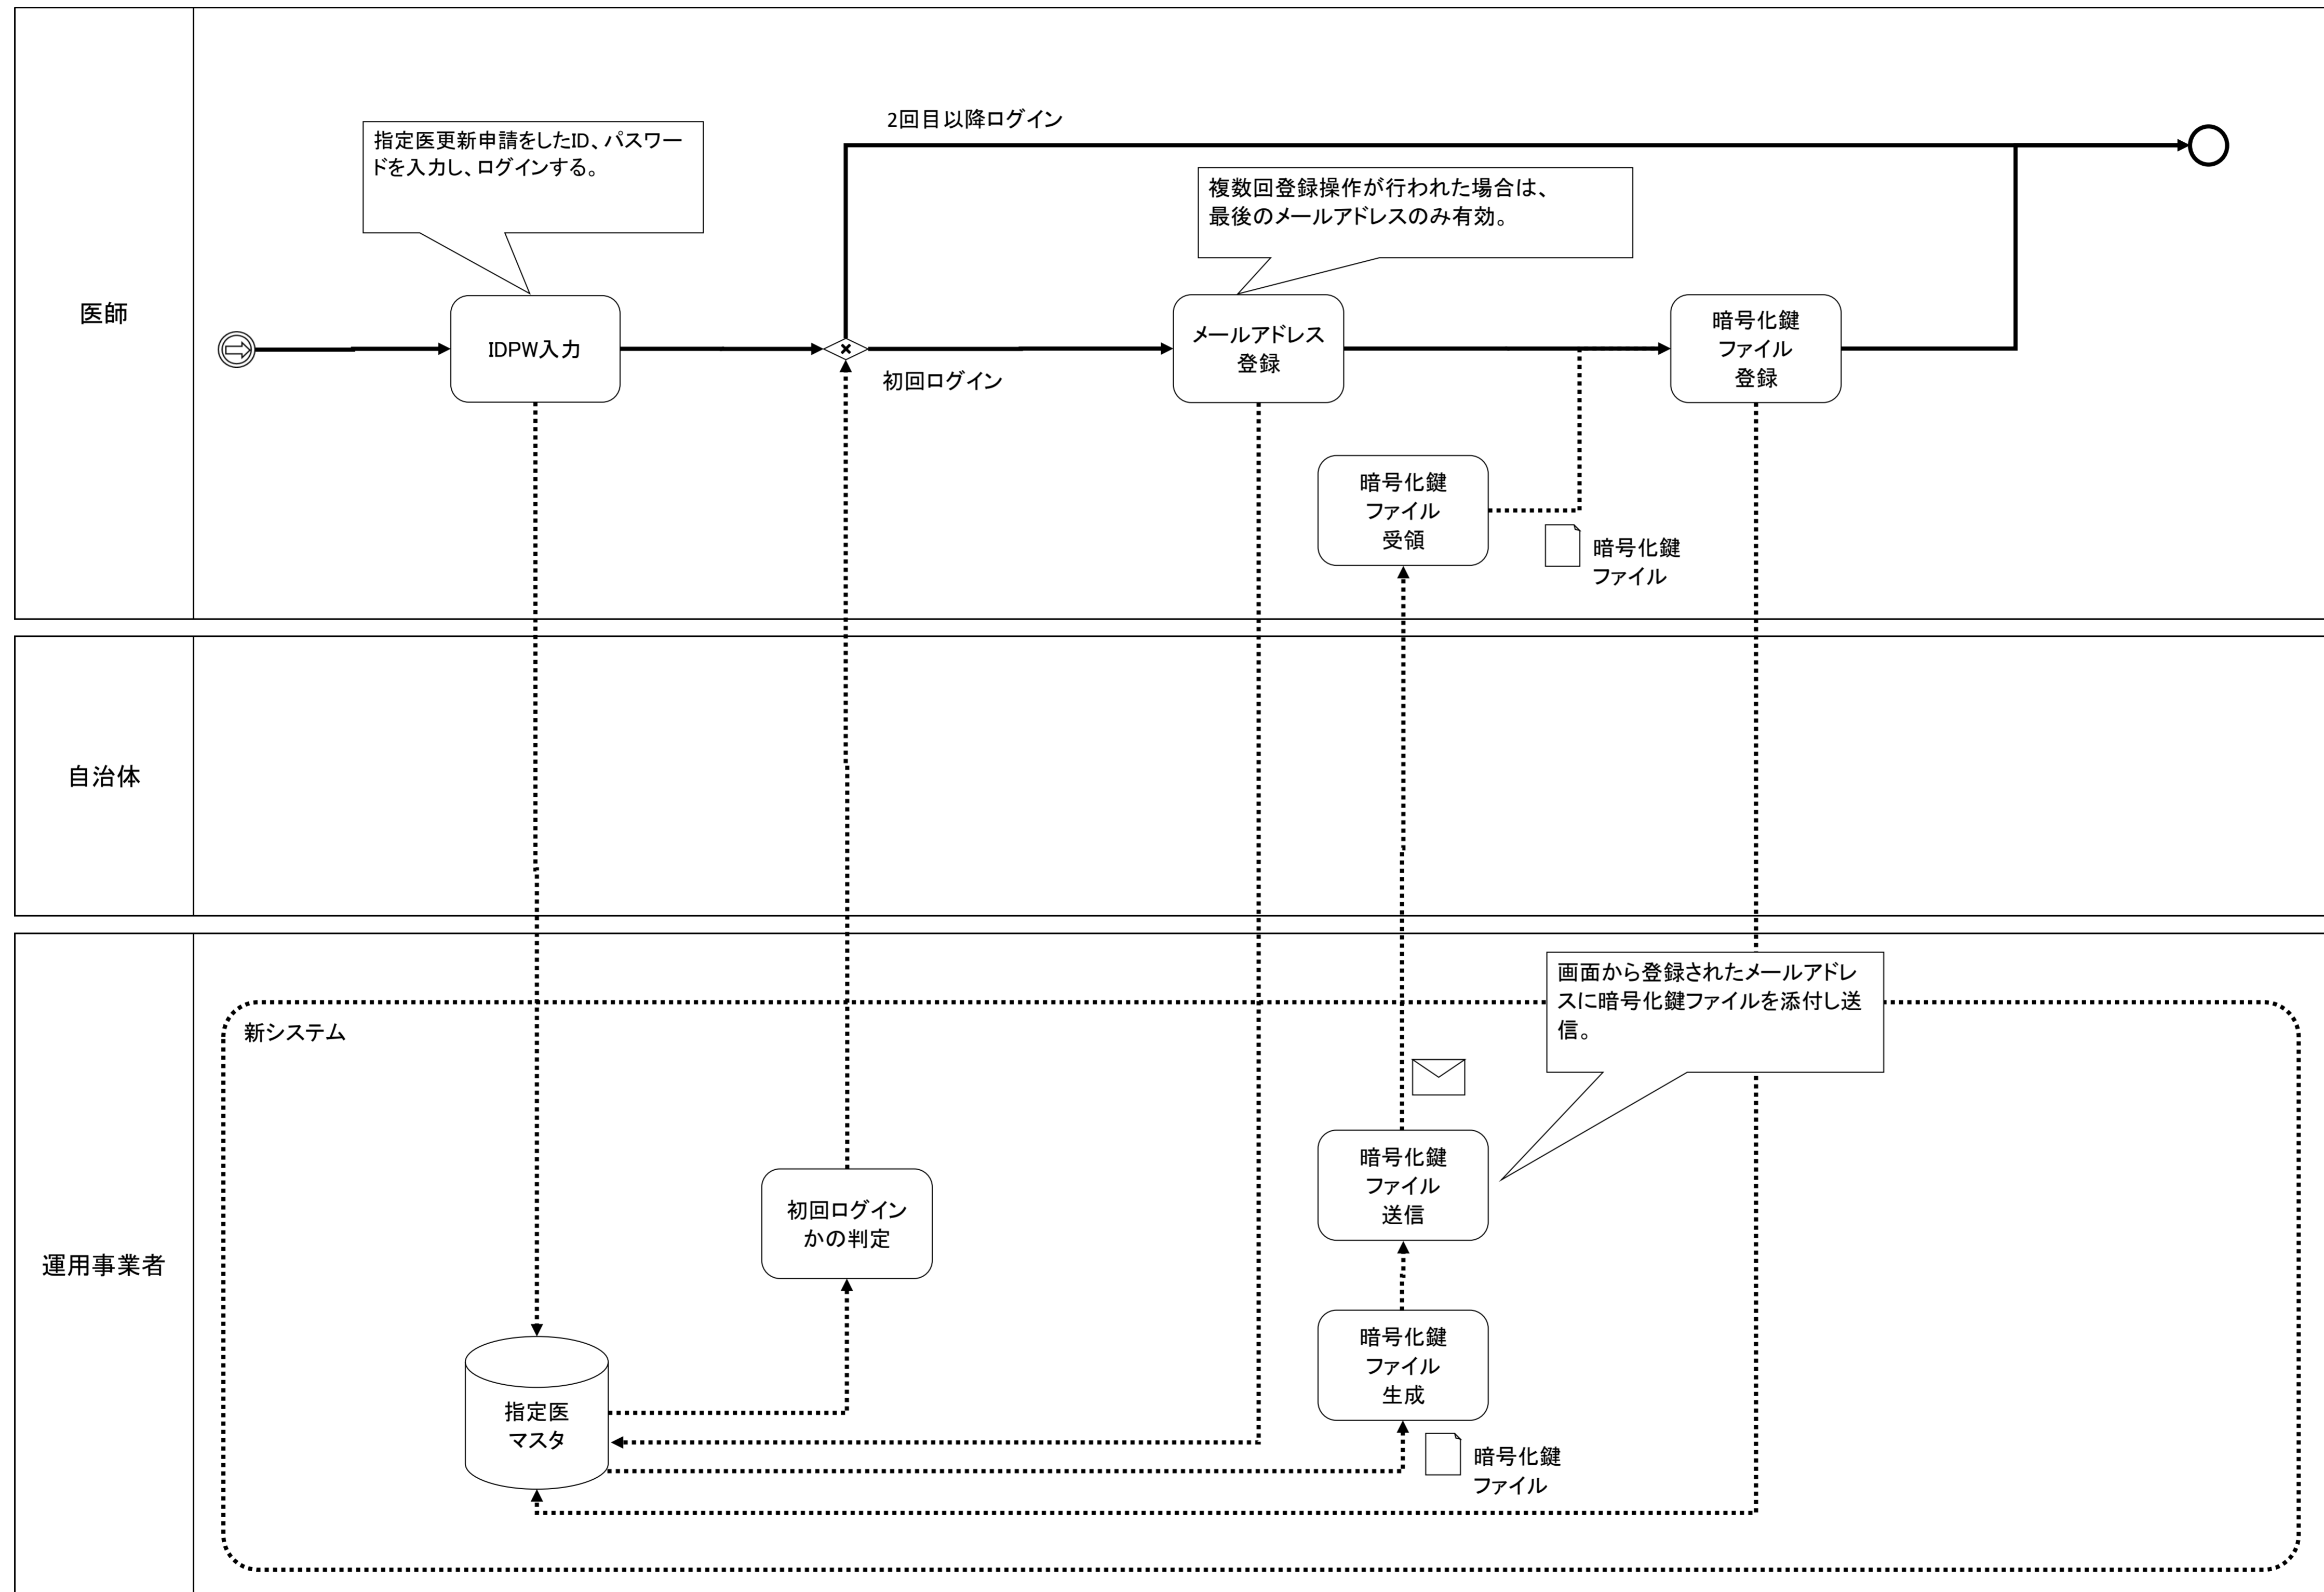 医師
2回目以降ログイン
指定医更新申請をしたID、パスワー
ドを入力し、ログインする。
複数回登録操作が行われた場合は、
最後のメールアドレスのみ有効。
IDPW入力
初回ログイン
メールアドレス
登録
暗号化鍵
ファイル
登録
暗号化鍵
ファイル
受領
暗号化鍵
ファイル
自治体
運用事業者
新システム
画面から登録されたメールアドレ
スに暗号化鍵ファイルを添付し送
信。
暗号化鍵
ファイル
送信
初回ログイン
かの判定
暗号化鍵
ファイル
生成
指定医
マスタ
暗号化鍵
ファイル